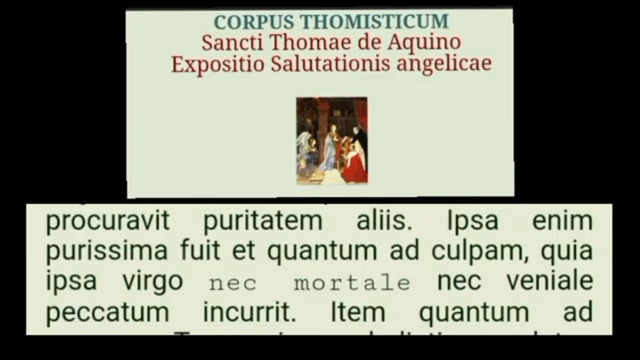 CORPUS THOMISTICUM
Sancti Thomae de Aquino
Expositio Salutationis angelicae
procuravit puritatem aliis. Ipsa enim
purissima fuit et quantum ad culpam, quia
ipsa virgo nec mortale nec veniale
peccatum incurrit. Item quantum ad